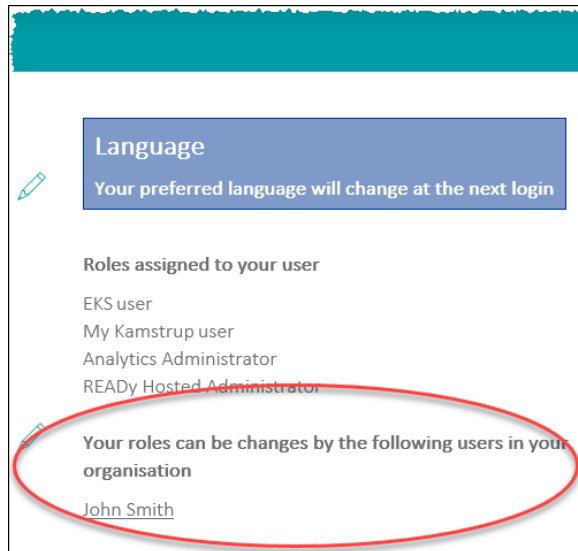 Language
Your preferred language will change at the next login
Roles assigned to your user
EKS user
My Kamstrup user
Analytics Administrator
READy Hosted Administrator
Your roles can be changes by the following users in your
organisation
John Smith